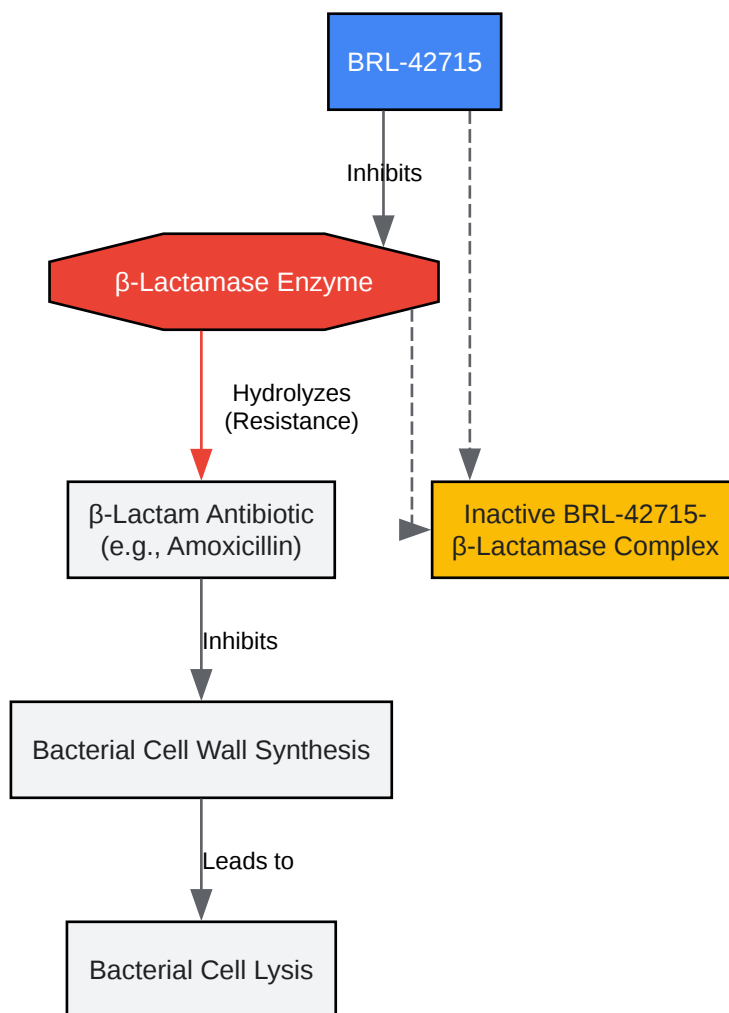 BRL-42715
Inhibits
β-Lactamase Enzyme
Hydrolyzes
(Resistance)
β-Lactam Antibiotic
(e.g., Amoxicillin)
Inactive BRL-42715-
β-Lactamase Complex
Inhibits
Bacterial Cell Wall Synthesis
Leads to
Bacterial Cell Lysis